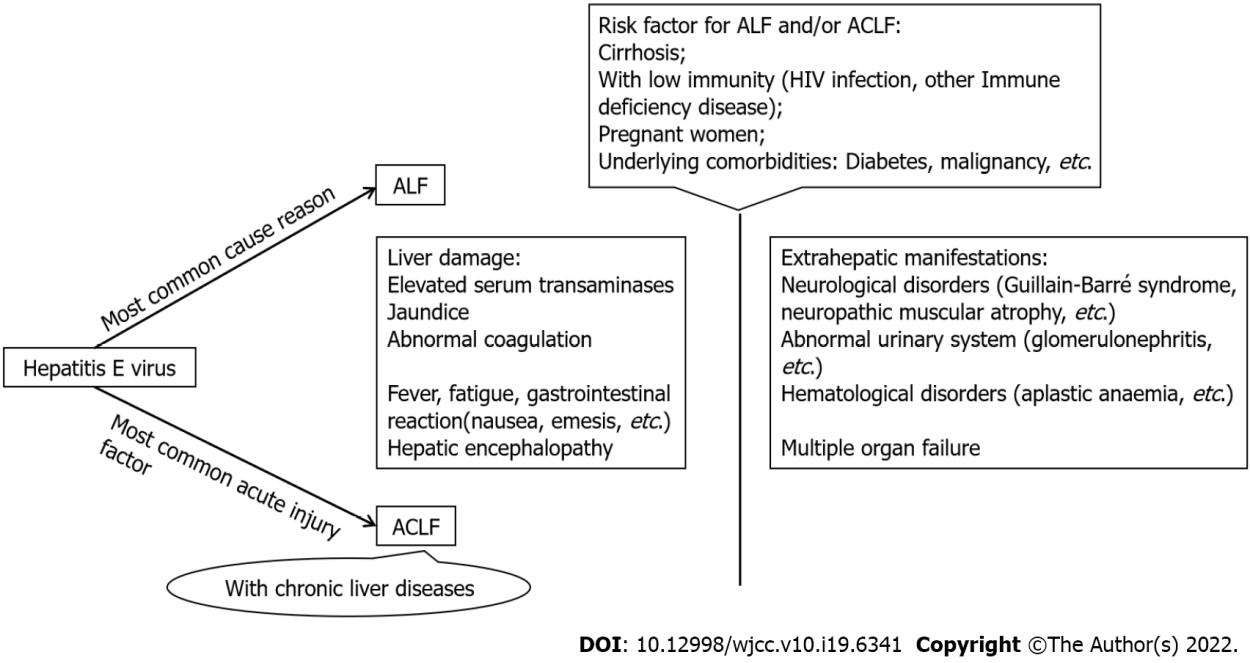 Risk factor for ALF and/or ACLF:
Cirrhosis;
With low immunity (HIV infection, other Immune
deficiency disease);
Pregnant women;
Underlying comorbidities: Diabetes, malignancy, etc.
ALF
Most common cause reason
Liver damage:
Elevated serum transaminases
Jaundice
Abnormal coagulation
Fever, fatigue, gastrointestinal
reaction(nausea, emesis, etc.)
Hepatic encephalopathy
Extrahepatic manifestations:
Neurological disorders (Guillain-Barré syndrome,
neuropathic muscular atrophy, etc.)
Abnormal urinary system (glomerulonephritis,
etc.)
Hematological disorders (aplastic anaemia, etc.)
Multiple organ failure
Hepatitis E virus
Most common acute injury
factor
ACLF
With chronic liver diseases
DOI: 10.12998/wjcc.v10.i19.6341 Copyright ©The Author(s) 2022.